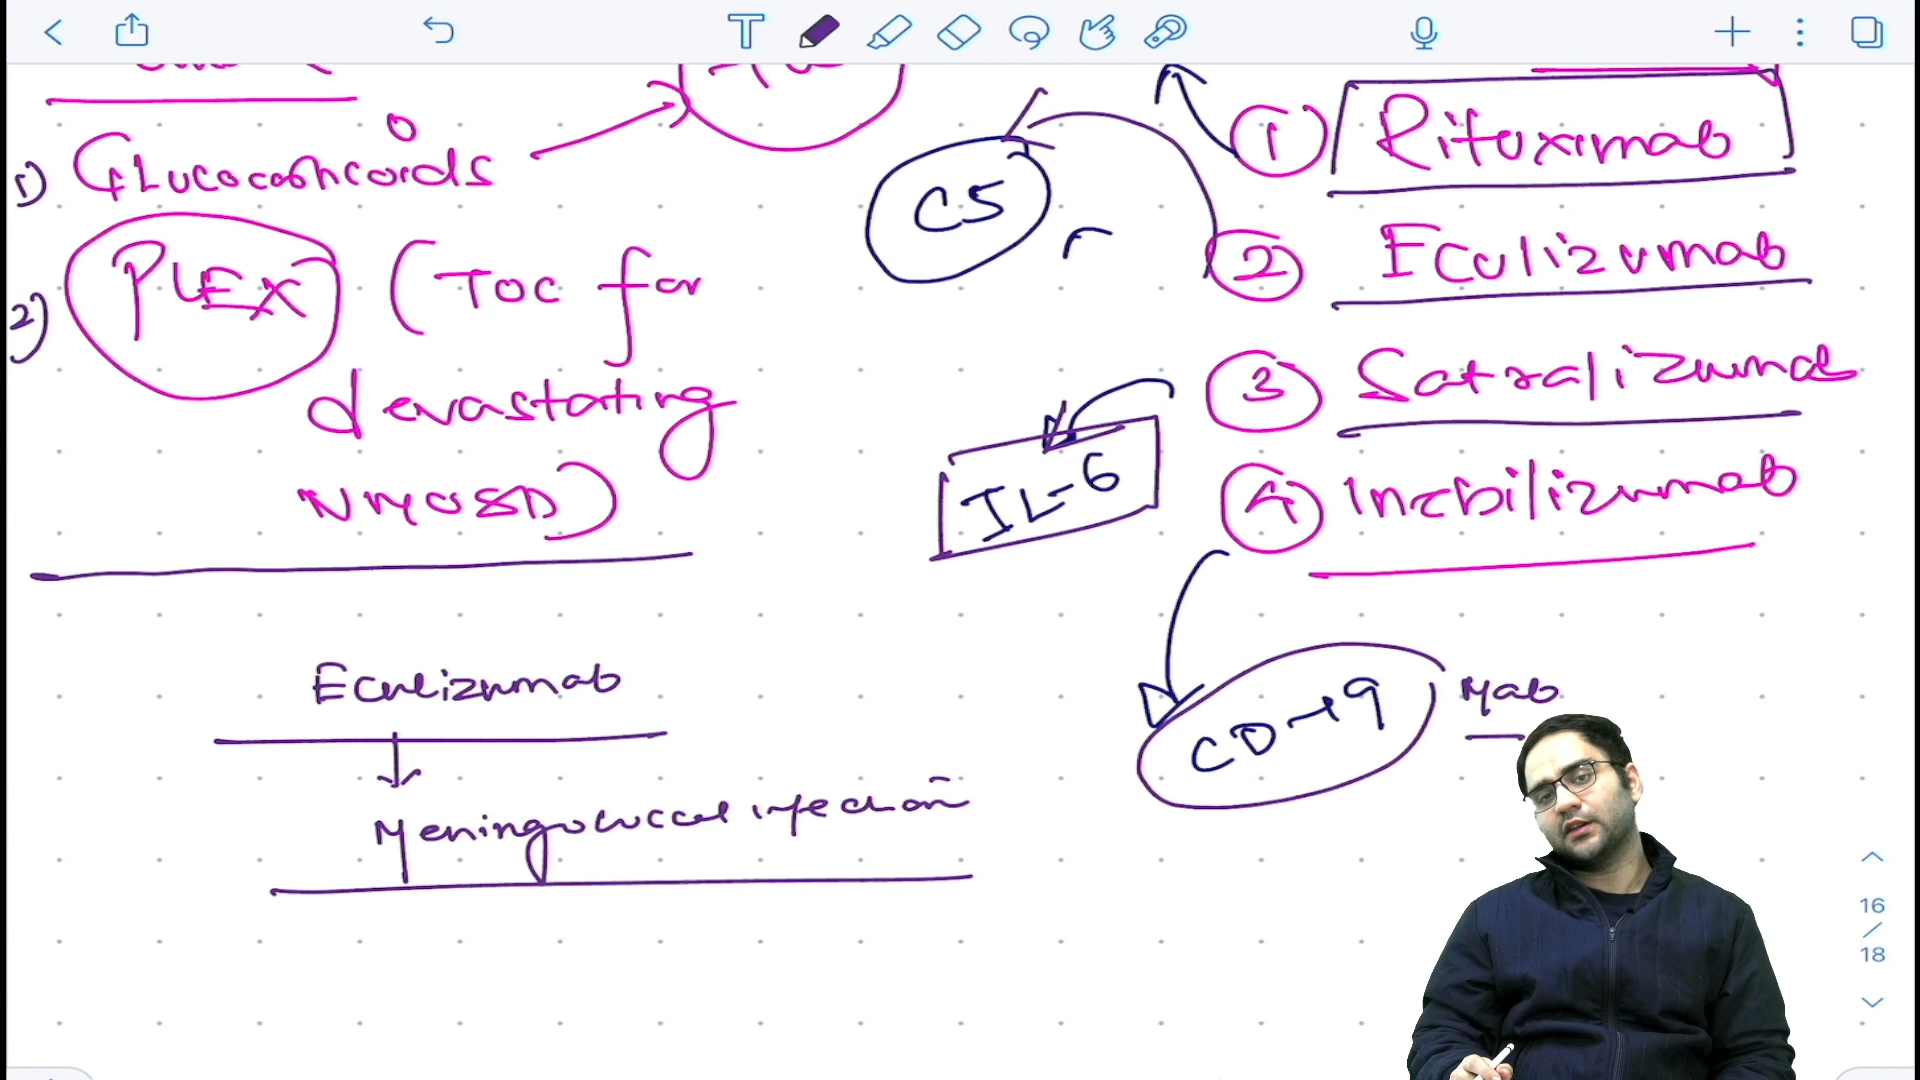 1) Glucocorticoids
2) PLEX (TOC for
devastating
NMOSD)
Eculizumab
Meningococcal infection
C5
IL-6
① Rituximab
② Eculizumab
③ Satralizumab
④ Inebilizumab
CD-19 Mab
16
/
18